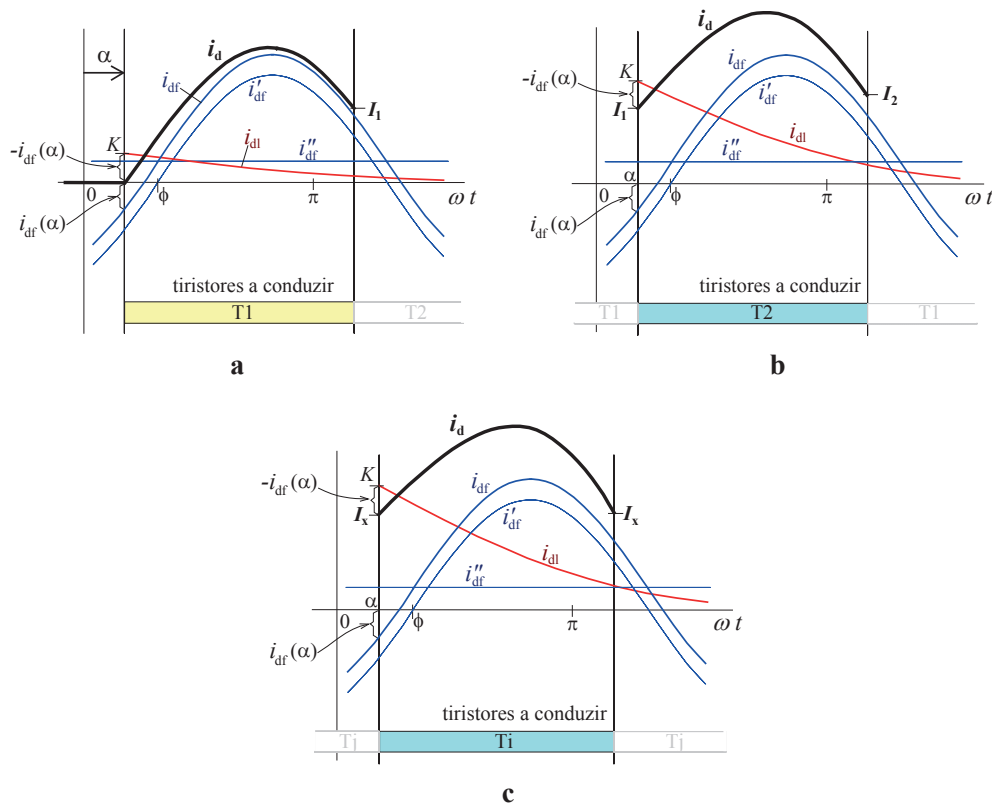 α
i_d
i_df
i'_df
I_1
K
i''_df
i_dl
-i_df(α)
0
ϕ
π
ω t
i_df(α)
tiristores a conduzir
T1
T2
a
i_d
-i_df(α)
K
i_df
i'_df
I_1
I_2
i_dl
i''_df
α
0
ϕ
π
ω t
i_df(α)
tiristores a conduzir
T1
T2
T1
b
i_d
-i_df(α)
K
i_df
I_x
i'_df
I_x
i_dl
i''_df
α
0
ϕ
π
ω t
i_df(α)
tiristores a conduzir
Tj
Ti
Tj
c